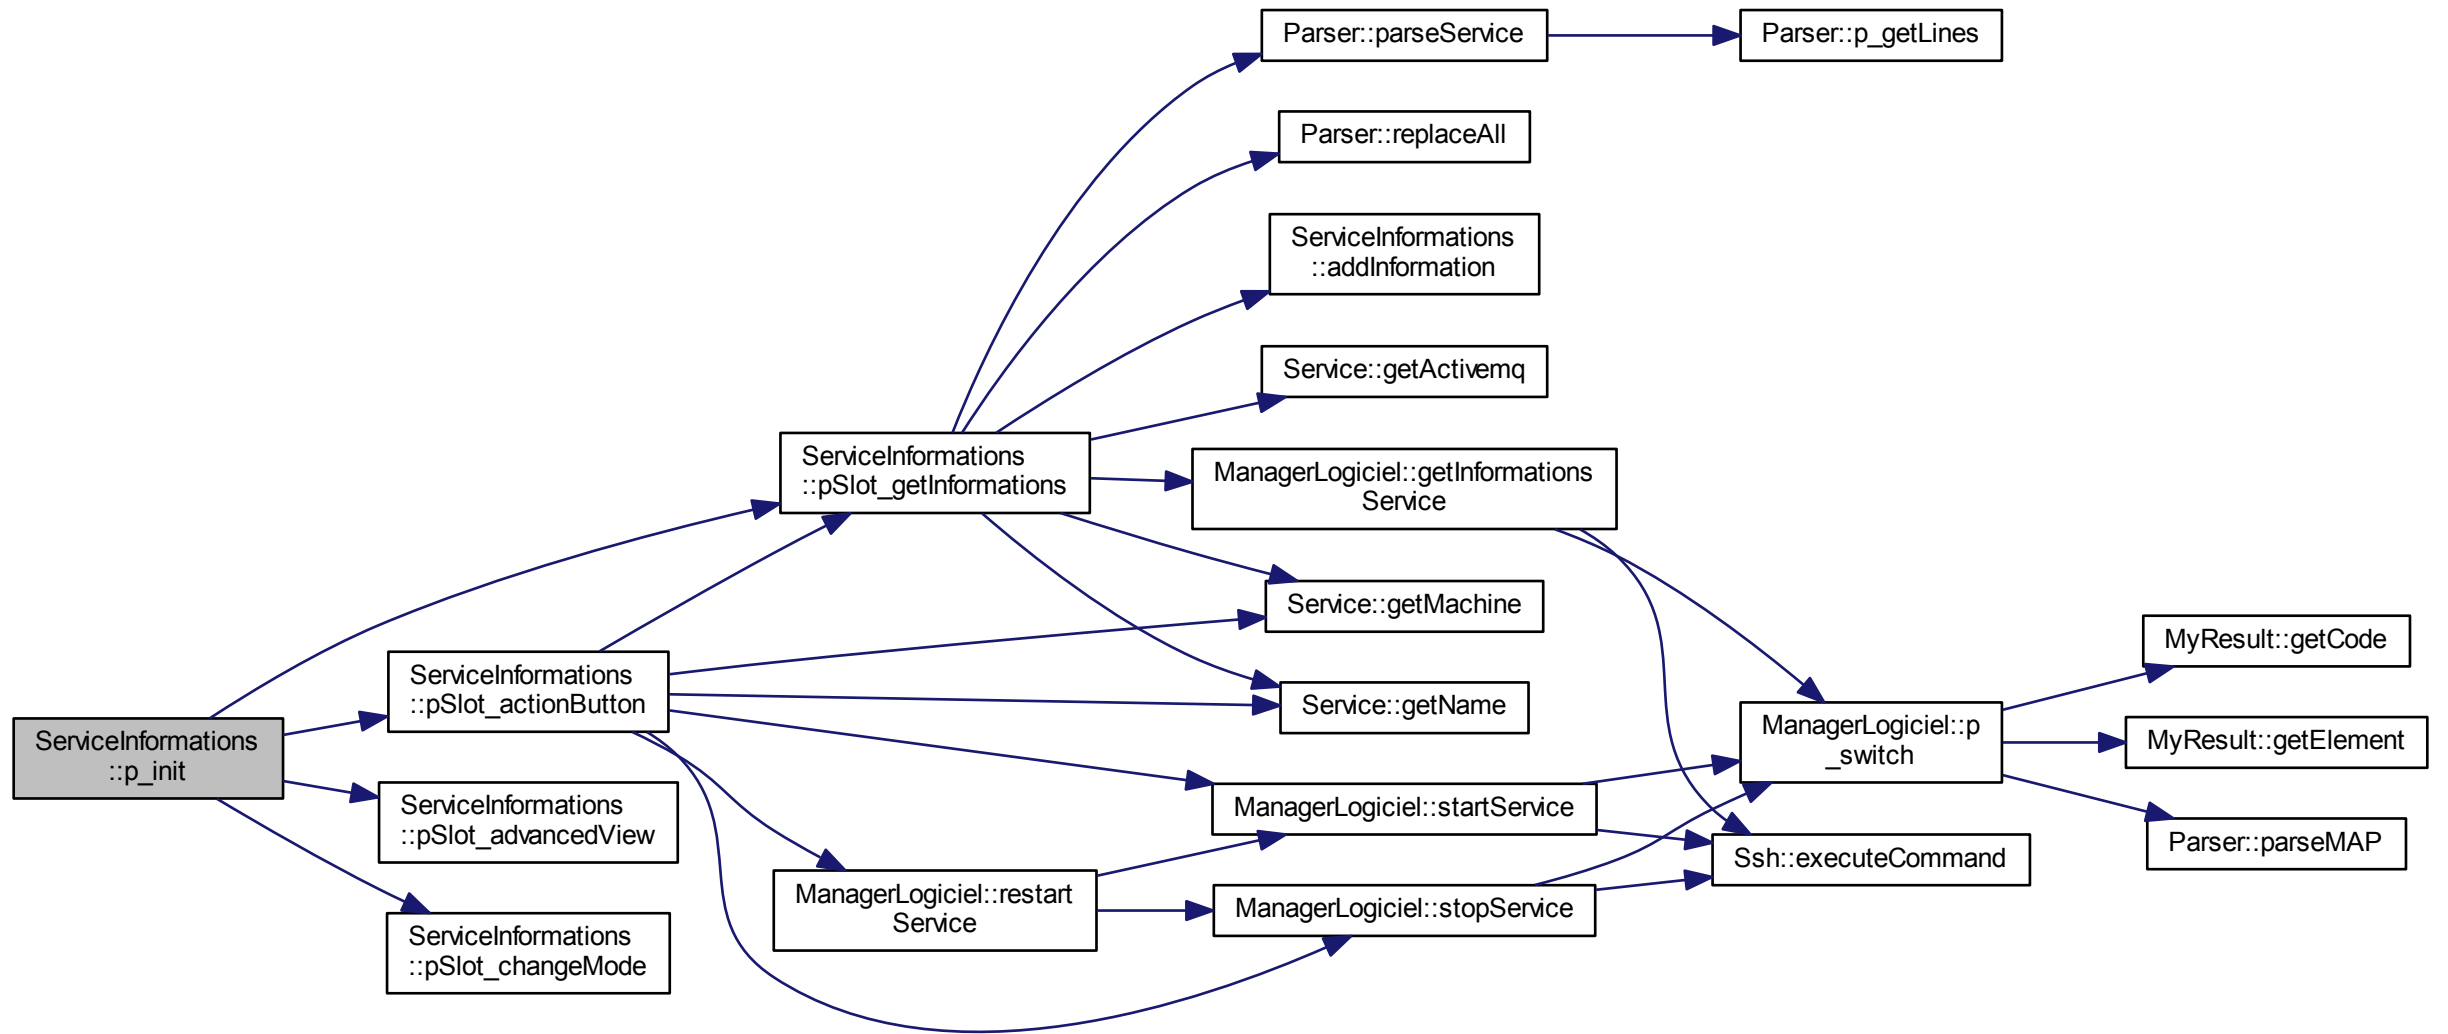 Parser::parseService
Parser::p_getLines
Parser::replaceAll
ServiceInformations
::addInformation
Service::getActivemq
ServiceInformations
::pSlot_getInformations
ManagerLogiciel::getInformations
Service
Service::getMachine
Service::getName
ServiceInformations
::pSlot_actionButton
ServiceInformations
::p_init
ServiceInformations
::pSlot_advancedView
ServiceInformations
::pSlot_changeMode
ManagerLogiciel::restart
Service
ManagerLogiciel::startService
ManagerLogiciel::stopService
ManagerLogiciel::p
_switch
Ssh::executeCommand
MyResult::getCode
MyResult::getElement
Parser::parseMAP